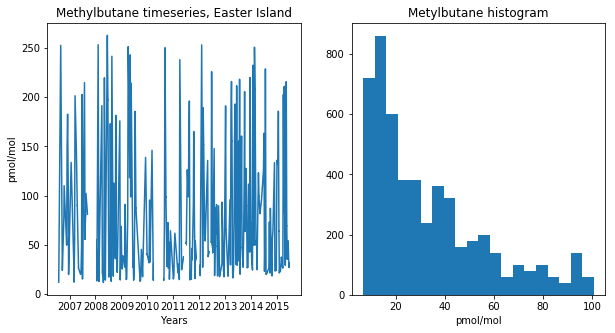 Methylbutane timeseries, Easter Island
pmol/mol
250
200
150
100
50
0
2007 2008 2009 2010 2011 2012 2013 2014 2015
Years
Metylbutane histogram
800
600
400
200
0
20 40 60 80 100
pmol/mol